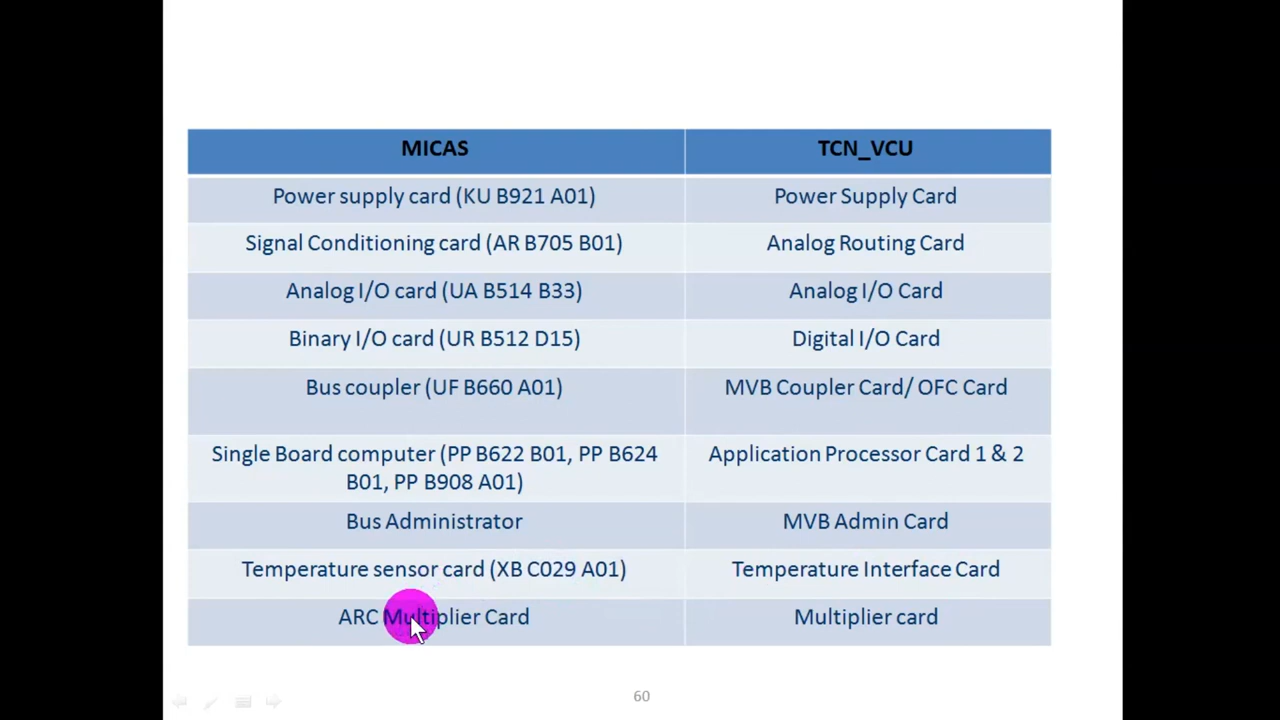 MICAS TCN_VCU
Power supply card (KU B921 A01) Power Supply Card
Signal Conditioning card (AR B705 B01) Analog Routing Card
Analog I/O card (UA B514 B33) Analog I/O Card
Binary I/O card (UR B512 D15) Digital I/O Card
Bus coupler (UF B660 A01) MVB Coupler Card/ OFC Card
Single Board computer (PP B622 B01, PP B624 Application Processor Card 1 & 2
B01, PP B908 A01)
Bus Administrator MVB Admin Card
Temperature sensor card (XB C029 A01) Temperature Interface Card
ARC Multiplier Card Multiplier card
60